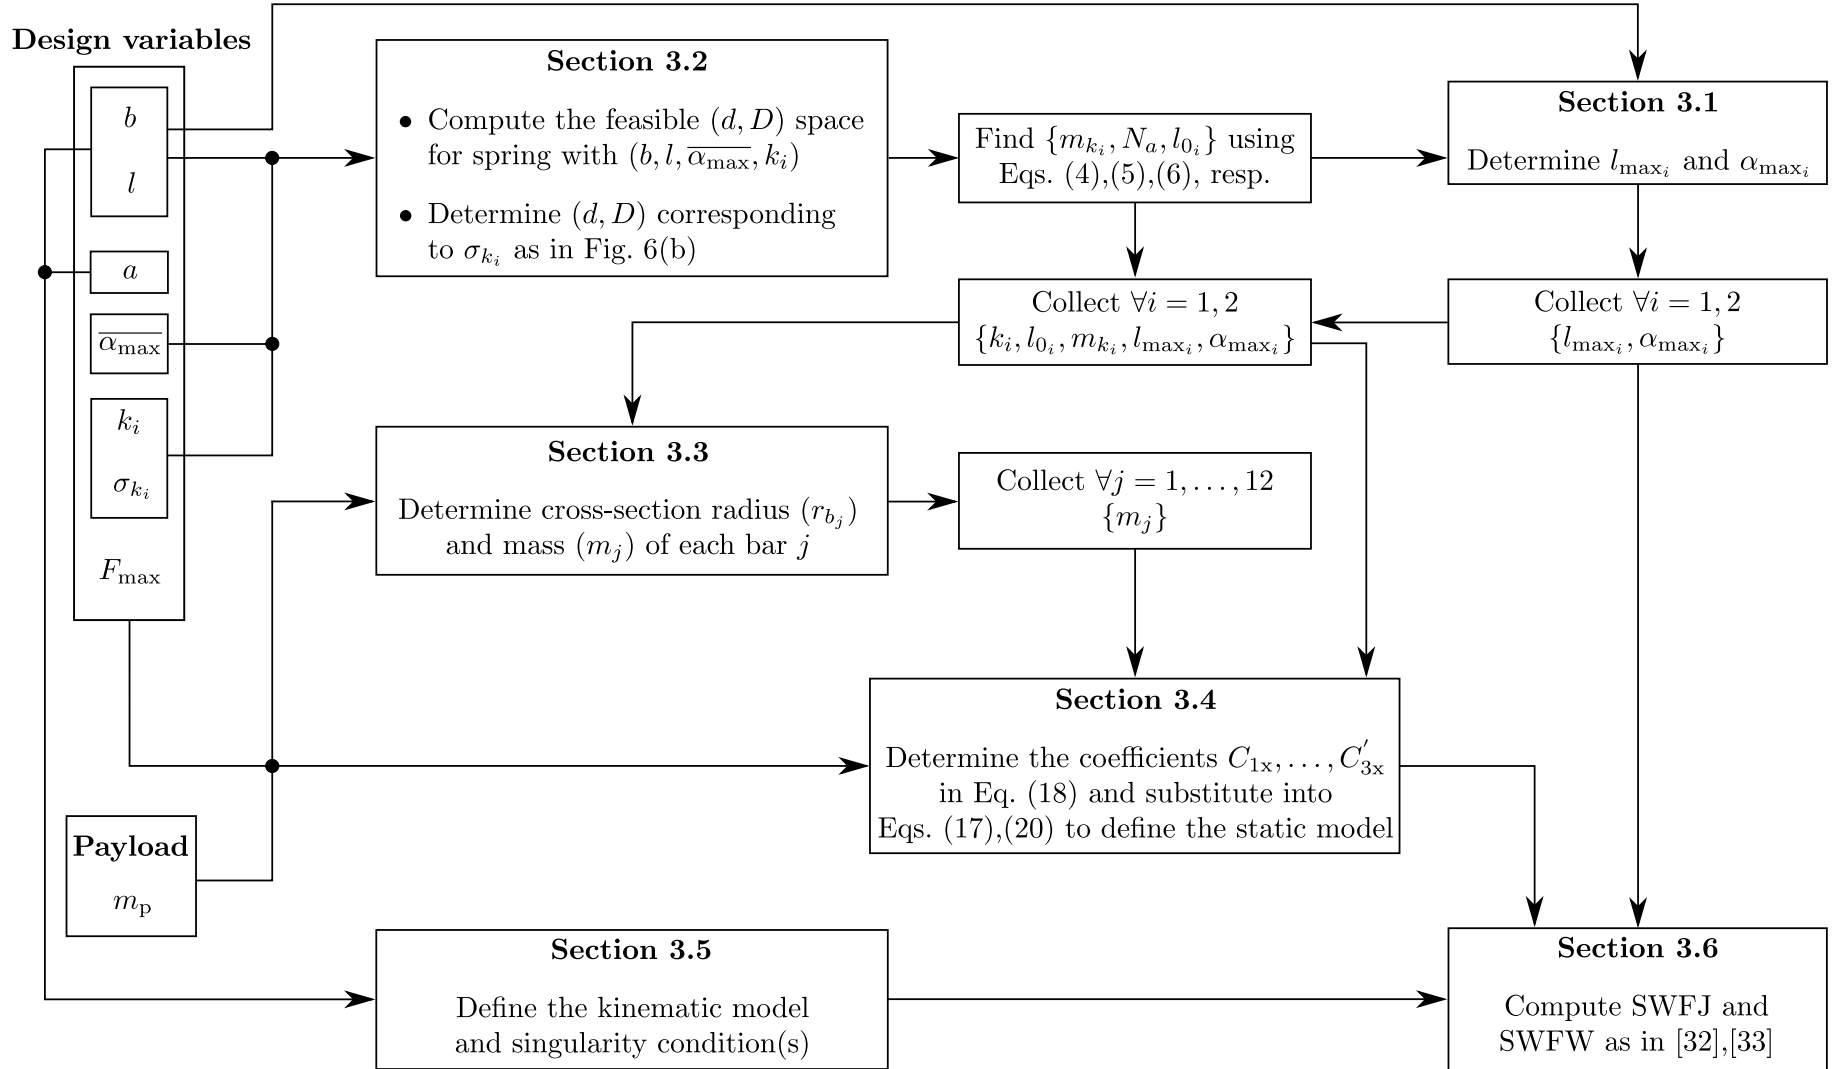 Design variables
b
l
a
$\overline{\alpha_{\max}}$
$k_i$
$\sigma_{k_i}$
$F_{\max}$
Payload
$m_{\mathrm{p}}$
Section 3.2
• Compute the feasible $(d, D)$ space
for spring with $(b, l, \overline{\alpha_{\max}}, k_i)$
• Determine $(d, D)$ corresponding
to $\sigma_{k_i}$ as in Fig. 6(b)
Find $\{m_{k_i}, N_a, l_{0_i}\}$ using
Eqs. (4),(5),(6), resp.
Section 3.1
Determine $l_{\max_i}$ and $\alpha_{\max_i}$
Collect $\forall i = 1, 2$
$\{k_i, l_{0_i}, m_{k_i}, l_{\max_i}, \alpha_{\max_i}\}$
Collect $\forall i = 1, 2$
$\{l_{\max_i}, \alpha_{\max_i}\}$
Section 3.3
Determine cross-section radius $(r_{b_j})$
and mass $(m_j)$ of each bar $j$
Collect $\forall j = 1, \ldots, 12$
$\{m_j\}$
Section 3.4
Determine the coefficients $C_{1\mathrm{x}}, \ldots, C_{3\mathrm{x}}^{'}$
in Eq. (18) and substitute into
Eqs. (17),(20) to define the static model
Section 3.5
Define the kinematic model
and singularity condition(s)
Section 3.6
Compute SWFJ and
SWFW as in [32],[33]